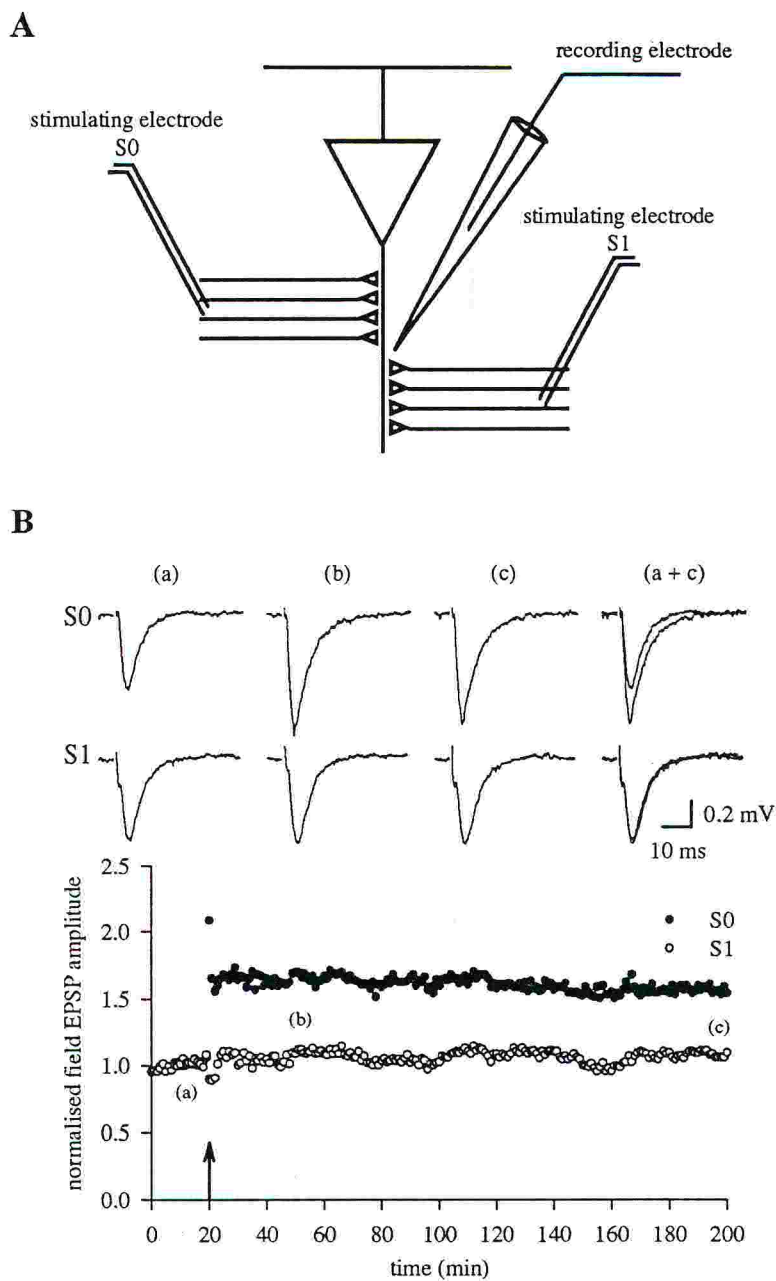 A
recording electrode
stimulating electrode
S0
stimulating electrode
S1
B
(a) (b) (c) (a + c)
S0
S1
0.2 mV
10 ms
normalised field EPSP amplitude
2.5
2.0
1.5
1.0
0.5
0.0
S0
S1
(b)
(c)
(a)
0 20 40 60 80 100 120 140 160 180 200
time (min)